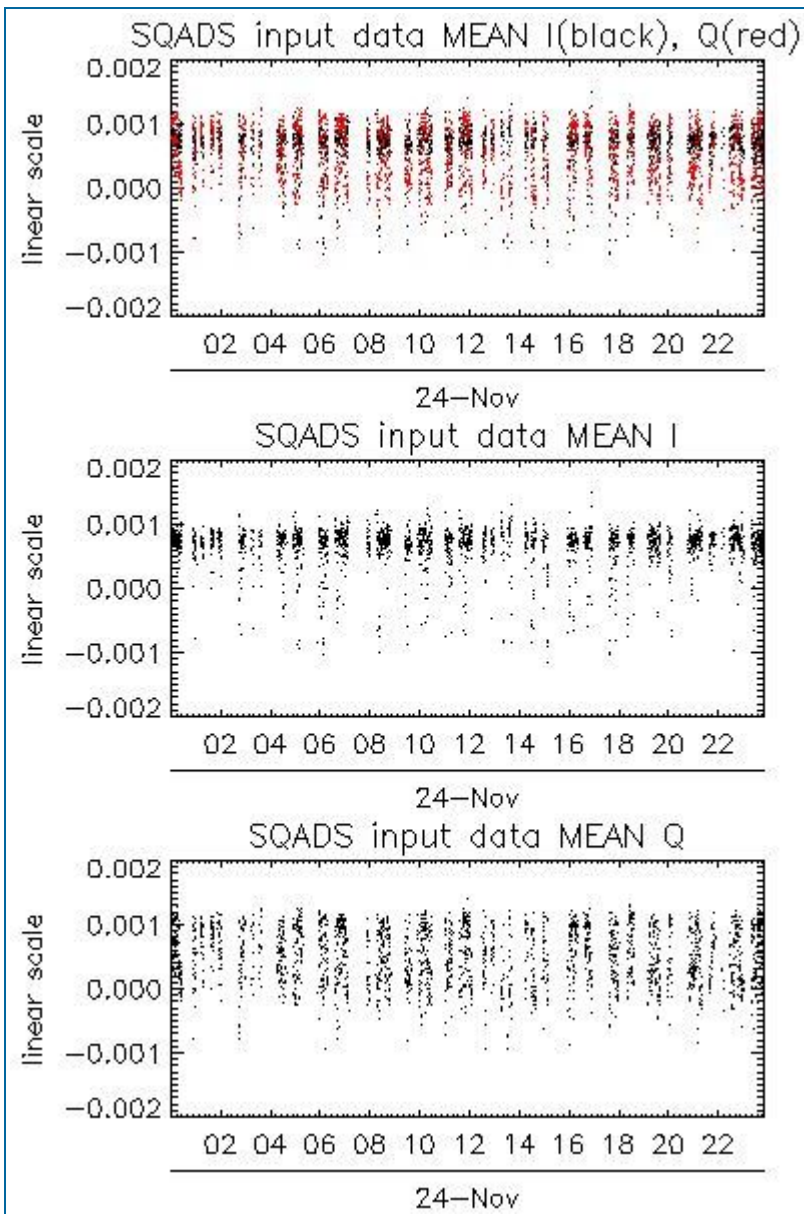 SQADS input data MEAN I(black), Q(red)
linear scale
0.002
0.001
0.000
−0.001
−0.002
02 04 06 08 10 12 14 16 18 20 22
24−Nov
SQADS input data MEAN I
linear scale
0.002
0.001
0.000
−0.001
−0.002
02 04 06 08 10 12 14 16 18 20 22
24−Nov
SQADS input data MEAN Q
linear scale
0.002
0.001
0.000
−0.001
−0.002
02 04 06 08 10 12 14 16 18 20 22
24−Nov